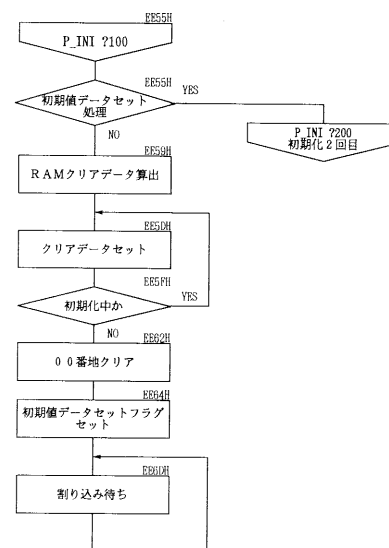 EE55H
P_INI ?100
EE55H
初期値データセット
処理
YES
NO
P_INI ?200
初期化2回目
EE59H
RAMクリアデータ算出
EE5DH
クリアデータセット
EE5FH
初期化中か
YES
NO
EE62H
00番地クリア
EE64H
初期値データセットフラグ
セット
EE6DH
割り込み待ち